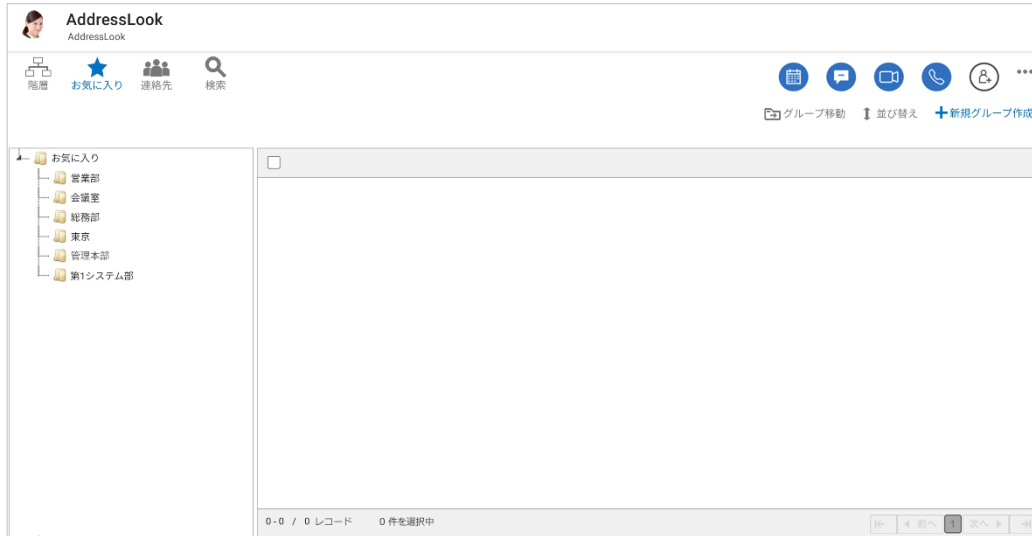 AddressLook
AddressLook
階層 お気に入り 連絡先 検索
グループ移動 並び替え 新規グループ作成
お気に入り
営業部
会議室
総務部
東京
管理本部
第1システム部
0 - 0 / 0 レコード 0 件を選択中
前へ 1 次へ